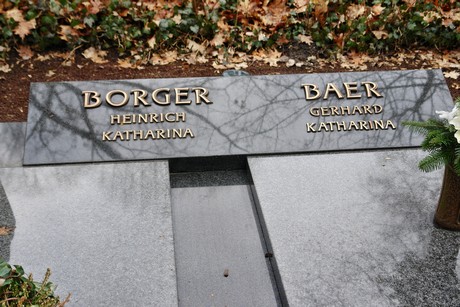 BORGER
HEINRICH
KATHARINA
BAER
GERHARD
KATHARINA